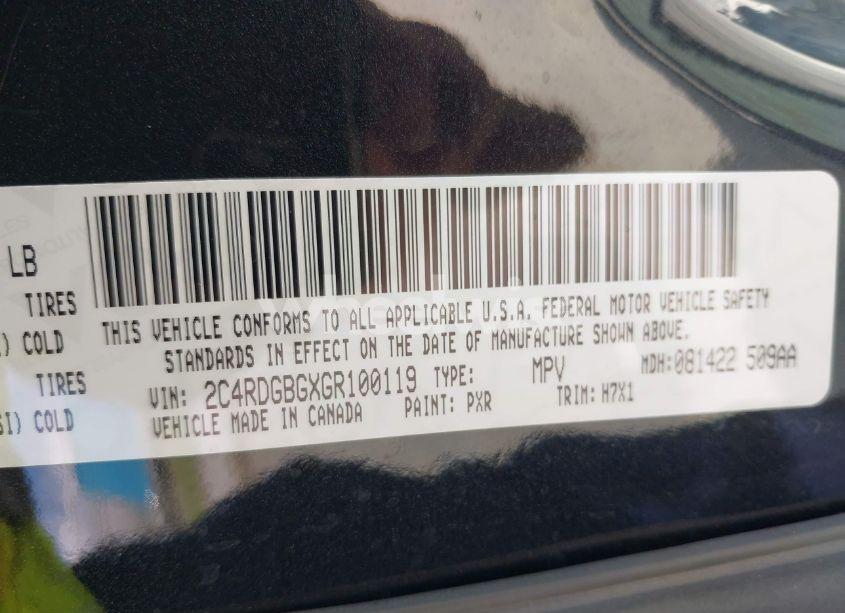 LB
TIRES
COLD
THIS VEHICLE CONFORMS TO ALL APPLICABLE U.S.A. FEDERAL MOTOR VEHICLE SAFETY
STANDARDS IN EFFECT ON THE DATE OF MANUFACTURE SHOWN ABOVE.
TIRES
VIN: 2C4RDGBGXGR100119 TYPE: MPV MDH: 081422 509AA
SI) COLD
VEHICLE MADE IN CANADA PAINT: PXR TRIM: H7X1